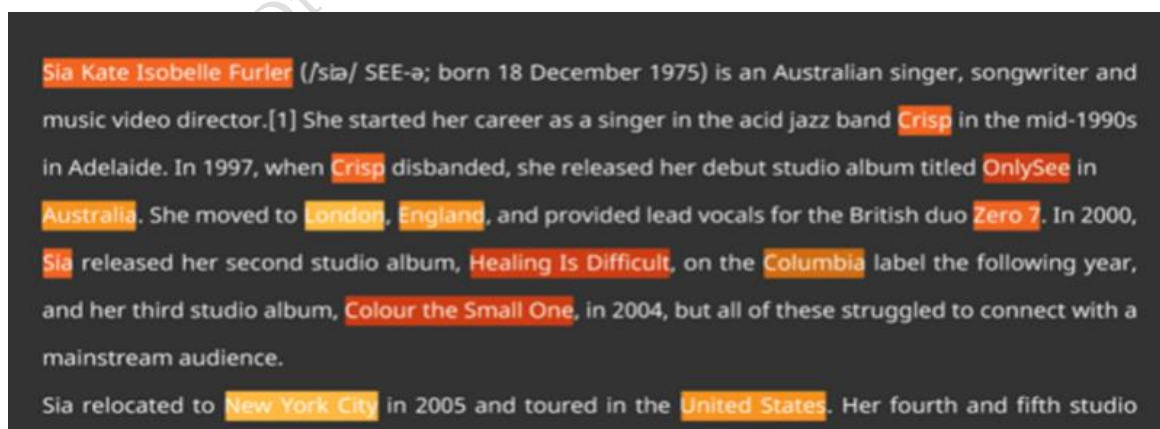 Sia Kate Isobelle Furler (/ˈsiːə/ SEE-ə; born 18 December 1975) is an Australian singer, songwriter and
music video director.[1] She started her career as a singer in the acid jazz band Crisp in the mid-1990s
in Adelaide. In 1997, when Crisp disbanded, she released her debut studio album titled OnlySee in
Australia. She moved to London, England, and provided lead vocals for the British duo Zero 7. In 2000,
Sia released her second studio album, Healing Is Difficult, on the Columbia label the following year,
and her third studio album, Colour the Small One, in 2004, but all of these struggled to connect with a
mainstream audience.
Sia relocated to New York City in 2005 and toured in the United States. Her fourth and fifth studio